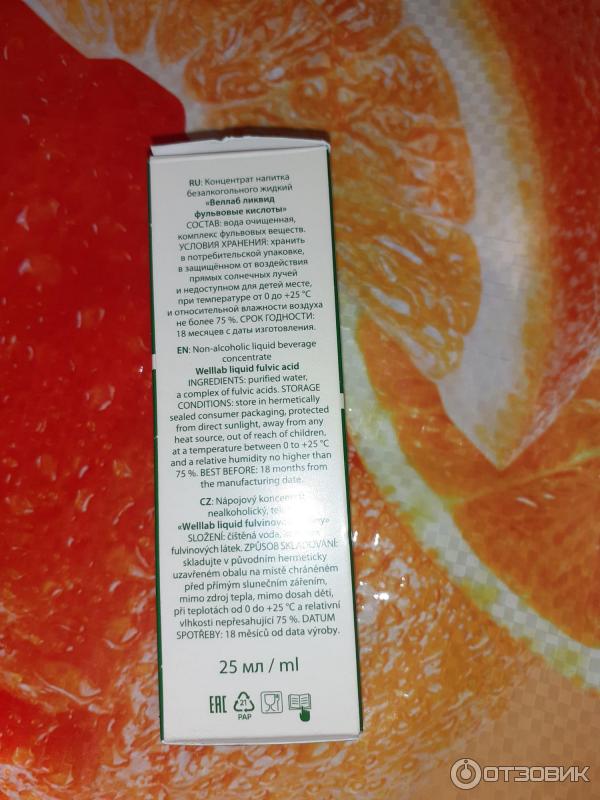 RU: Концентрат напитка
безалкогольного жидкий
«Веллаб ликвид
фульвовые кислоты»
СОСТАВ: вода очищенная,
комплекс фульвовых веществ.
УСЛОВИЯ ХРАНЕНИЯ: хранить
в потребительской упаковке,
в защищённом от воздействия
прямых солнечных лучей
и недоступном для детей месте,
при температуре от 0 до +25 °C
и относительной влажности воздуха
не более 75 %. СРОК ГОДНОСТИ:
18 месяцев с даты изготовления.
EN: Non-alcoholic liquid beverage
concentrate
Welllab liquid fulvic acid
INGREDIENTS: purified water,
a complex of fulvic acids. STORAGE
CONDITIONS: store in hermetically
sealed consumer packaging, protected
from direct sunlight, away from any
heat source, out of reach of children,
at a temperature between 0 to +25 °C
and a relative humidity no higher than
75 %. BEST BEFORE: 18 months from
the manufacturing date.
CZ: Nápojový koncentrát
nealkoholický,
«Welllab liquid
SLOŽENÍ: čištěná voda,
fulvinových látek. ZPŮSOB SKLADOVÁNÍ:
skladujte v původním hermeticky
uzavřeném obalu na místě chráněném
před přímým slunečním zářením,
mimo zdroj tepla, mimo dosah dětí,
při teplotách od 0 do +25 °C a relativní
vlhkosti nepřesahující 75 %. DATUM
SPOTŘEBY: 18 měsíců od data výroby.
25 мл / ml
EAC
21
PAP
ОТЗОВИК